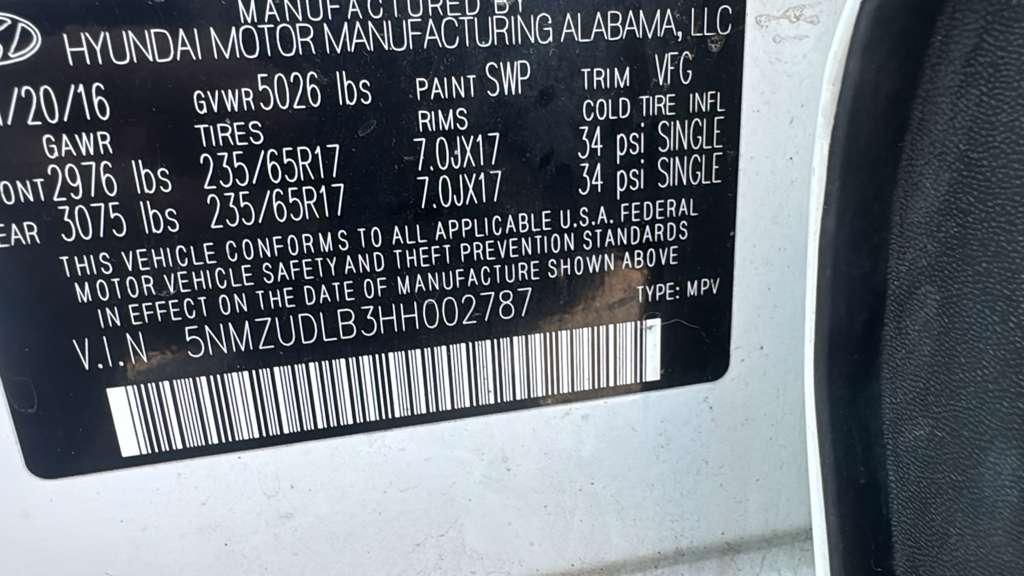 MANUFACTURED BY
HYUNDAI MOTOR MANUFACTURING ALABAMA, LLC
/20/16 GVWR 5026 lbs PAINT SWP TRIM VFG
GAWR TIRES RIMS COLD TIRE INFL
ONT 2976 lbs 235/65R17 7.0JX17 34 psi SINGLE
EAR 3075 lbs 235/65R17 7.0JX17 34 psi SINGLE
THIS VEHICLE CONFORMS TO ALL APPLICABLE U.S.A. FEDERAL
MOTOR VEHICLE SAFETY AND THEFT PREVENTION STANDARDS
IN EFFECT ON THE DATE OF MANUFACTURE SHOWN ABOVE
V.I.N 5NMZUDLB3HH002787 TYPE: MPV